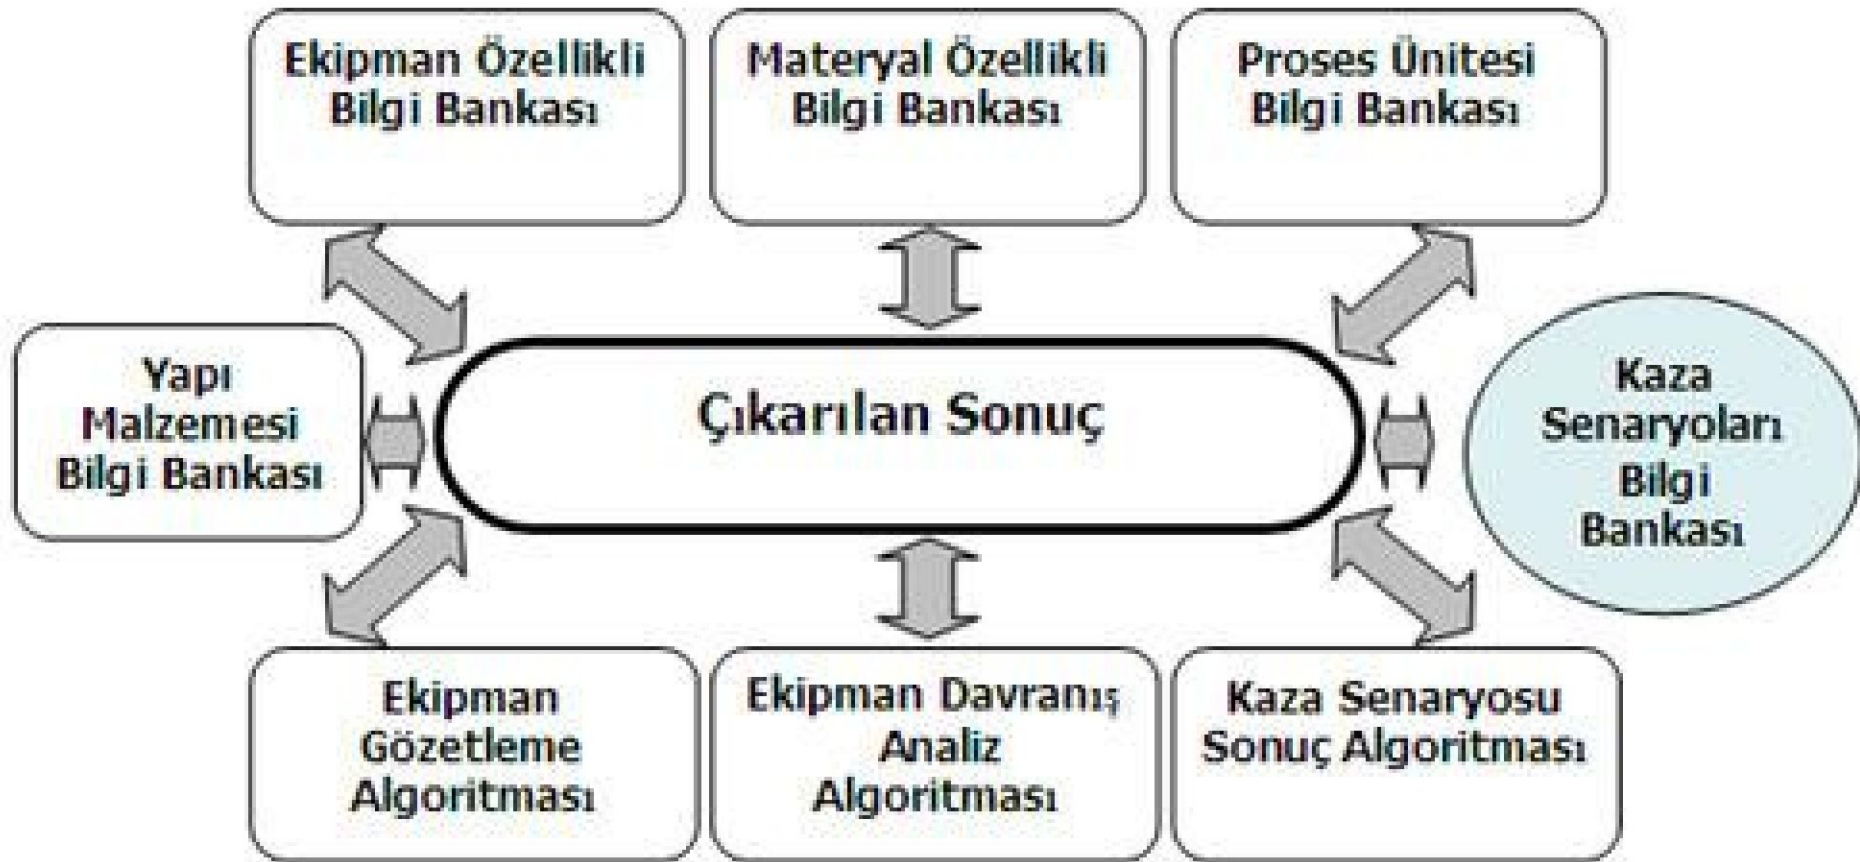 Ekipman Özellikli
Bilgi Bankası
Materyal Özellikli
Bilgi Bankası
Proses Ünitesi
Bilgi Bankası
Yapı
Malzemesi
Bilgi Bankası
Çıkarılan Sonuç
Kaza
Senaryoları
Bilgi
Bankası
Ekipman
Gözetleme
Algoritması
Ekipman Davranış
Analiz
Algoritması
Kaza Senaryosu
Sonuç Algoritması